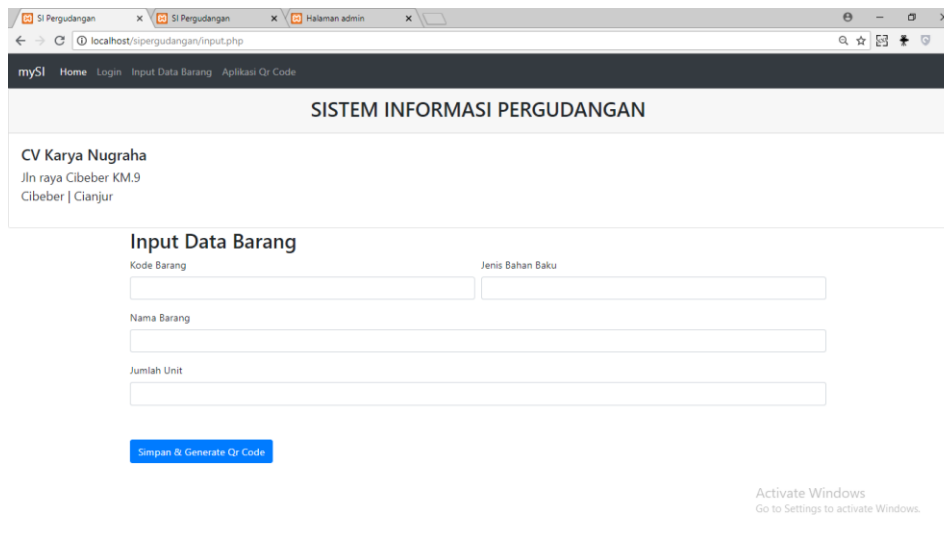 SI Pergudangan SI Pergudangan Halaman admin
localhost/sipergudangan/input.php
mySI Home Login Input Data Barang Aplikasi Qr Code
SISTEM INFORMASI PERGUDANGAN
CV Karya Nugraha
Jln raya Cibeber KM.9
Cibeber | Cianjur
Input Data Barang
Kode Barang Jenis Bahan Baku
Nama Barang
Jumlah Unit
Simpan & Generate Qr Code
Activate Windows
Go to Settings to activate Windows.